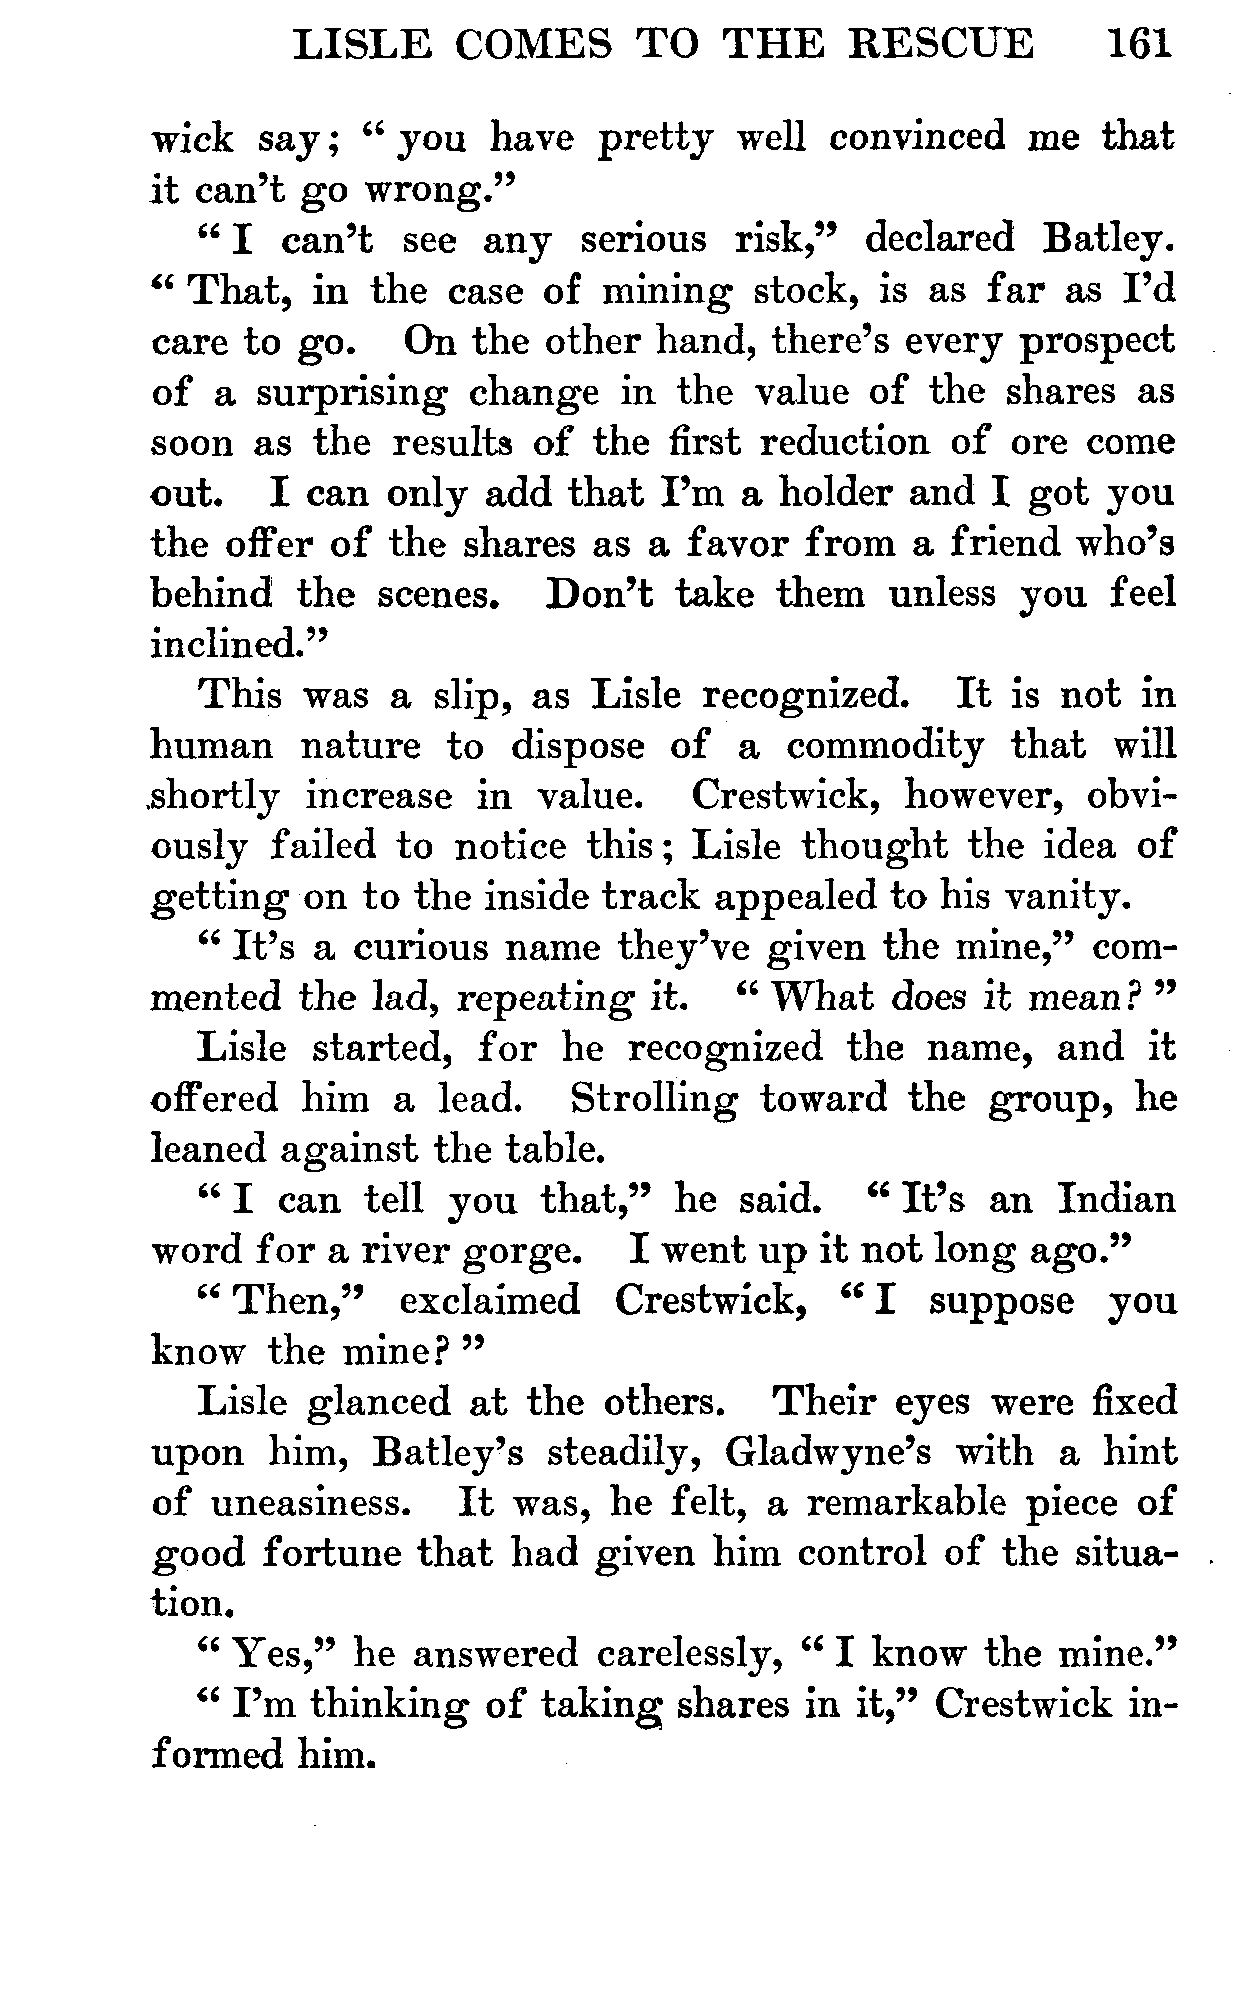 LISLE COMES TO THE RESCUE 161
wick say; “ you have pretty well convinced me that
it can’t go wrong.”
“ I can’t see any serious risk,” declared Batley.
“ That, in the case of mining stock, is as far as I’d
care to go. On the other hand, there’s every prospect
of a surprising change in the value of the shares as
soon as the results of the first reduction of ore come
out. I can only add that I’m a holder and I got you
the offer of the shares as a favor from a friend who’s
behind the scenes. Don’t take them unless you feel
inclined.”
This was a slip, as Lisle recognized. It is not in
human nature to dispose of a commodity that will
shortly increase in value. Crestwick, however, obvi-
ously failed to notice this; Lisle thought the idea of
getting on to the inside track appealed to his vanity.
“ It’s a curious name they’ve given the mine,” com-
mented the lad, repeating it. “ What does it mean? ”
Lisle started, for he recognized the name, and it
offered him a lead. Strolling toward the group, he
leaned against the table.
“ I can tell you that,” he said. “ It’s an Indian
word for a river gorge. I went up it not long ago.”
“ Then,” exclaimed Crestwick, “ I suppose you
know the mine? ”
Lisle glanced at the others. Their eyes were fixed
upon him, Batley’s steadily, Gladwyne’s with a hint
of uneasiness. It was, he felt, a remarkable piece of
good fortune that had given him control of the situa-
tion.
“ Yes,” he answered carelessly, “ I know the mine.”
“ I’m thinking of taking shares in it,” Crestwick in-
formed him.